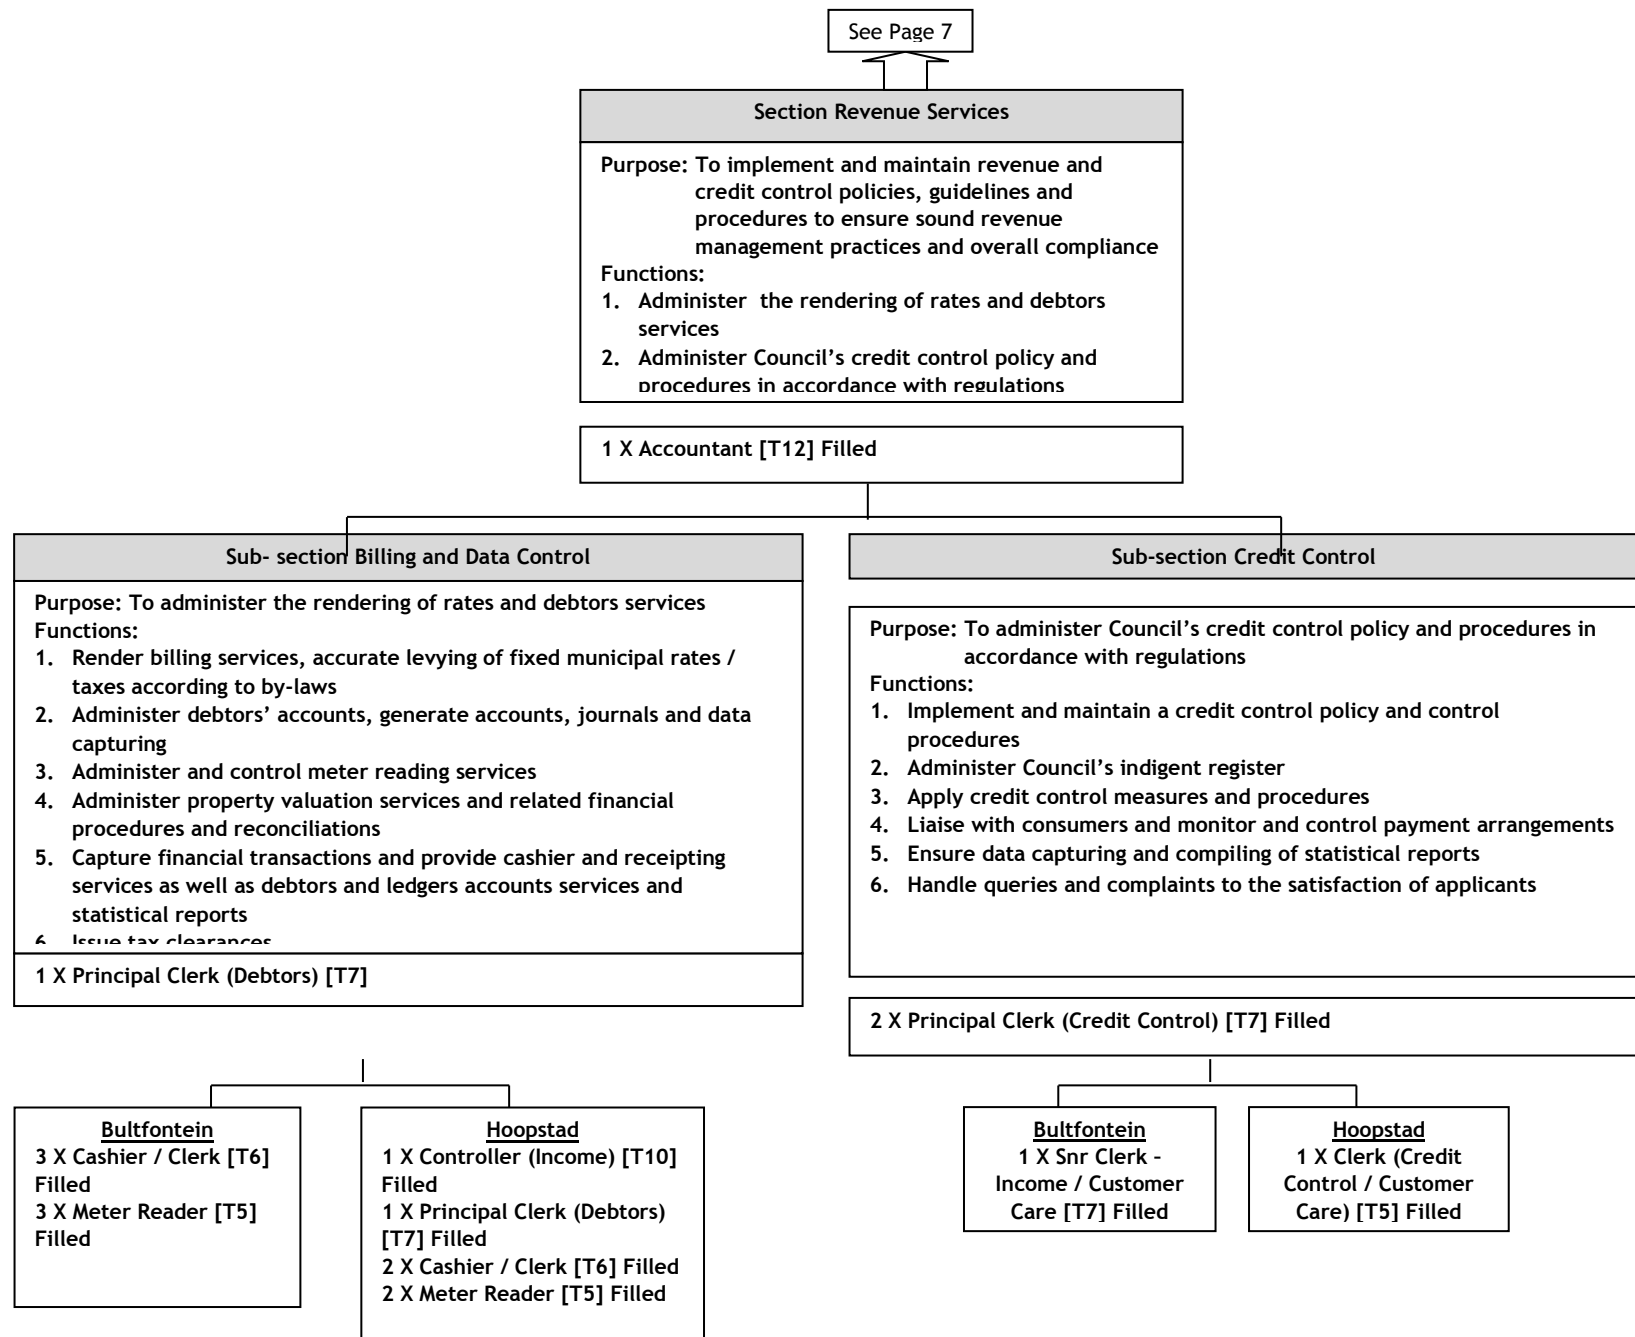 See Page 7
Section Revenue Services
Purpose: To implement and maintain revenue and
credit control policies, guidelines and
procedures to ensure sound revenue
management practices and overall compliance
Functions:
1. Administer  the rendering of rates and debtors
services
2. Administer Council’s credit control policy and
procedures in accordance with regulations
1 X Accountant [T12] Filled
Sub- section Billing and Data Control
Purpose: To administer the rendering of rates and debtors services
Functions:
1. Render billing services, accurate levying of fixed municipal rates /
taxes according to by-laws
2. Administer debtors’ accounts, generate accounts, journals and data
capturing
3. Administer and control meter reading services
4. Administer property valuation services and related financial
procedures and reconciliations
5. Capture financial transactions and provide cashier and receipting
services as well as debtors and ledgers accounts services and
statistical reports
6. Issue tax clearances
1 X Principal Clerk (Debtors) [T7]
Sub-section Credit Control
Purpose: To administer Council’s credit control policy and procedures in
accordance with regulations
Functions:
1. Implement and maintain a credit control policy and control
procedures
2. Administer Council’s indigent register
3. Apply credit control measures and procedures
4. Liaise with consumers and monitor and control payment arrangements
5. Ensure data capturing and compiling of statistical reports
6. Handle queries and complaints to the satisfaction of applicants
2 X Principal Clerk (Credit Control) [T7] Filled
Bultfontein
3 X Cashier / Clerk [T6]
Filled
3 X Meter Reader [T5]
Filled
Hoopstad
1 X Controller (Income) [T10]
Filled
1 X Principal Clerk (Debtors)
[T7] Filled
2 X Cashier / Clerk [T6] Filled
2 X Meter Reader [T5] Filled
Bultfontein
1 X Snr Clerk –
Income / Customer
Care [T7] Filled
Hoopstad
1 X Clerk (Credit
Control / Customer
Care) [T5] Filled